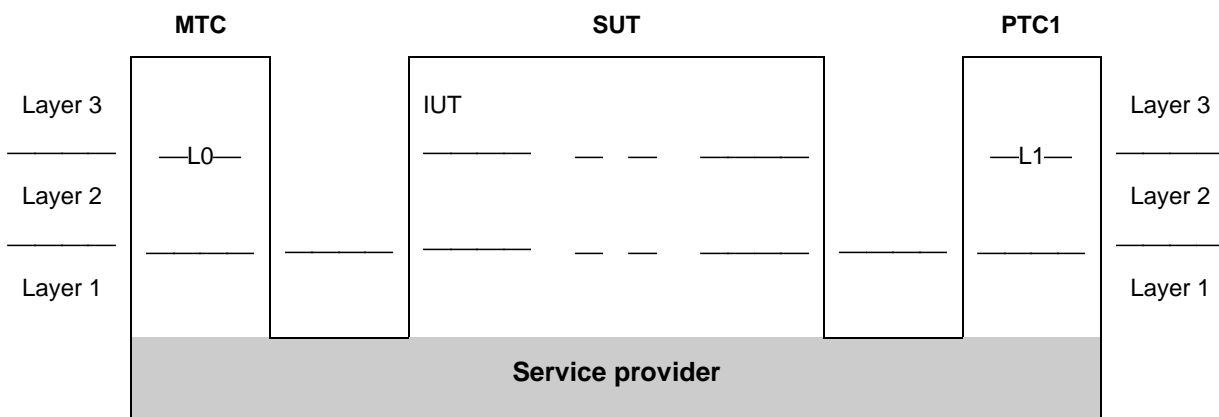 MTC SUT PTC1
Layer 3 IUT Layer 3
L0 L1
Layer 2 Layer 2
Layer 1 Layer 1
Service provider